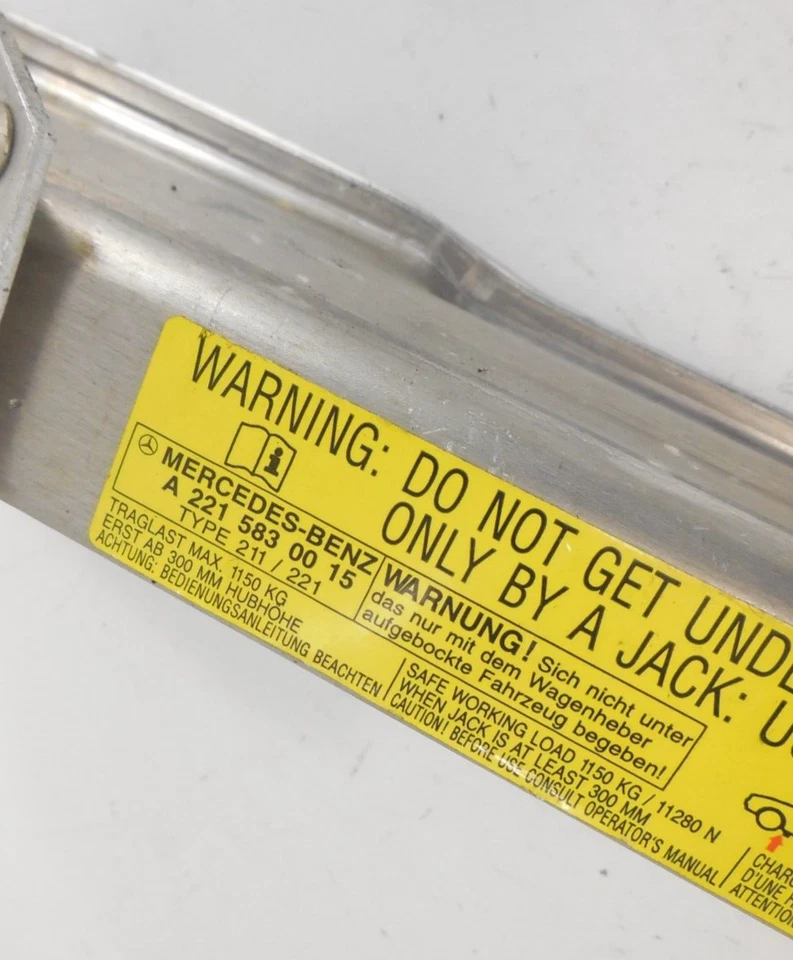 WARNING: DO NOT GET UNDE
ONLY BY A JACK: U
MERCEDES-BENZ
A 221 583 00 15
TYPE 211 / 221
TRAGLAST MAX. 1150 KG
ERST AB 300 MM HUBHÖHE
ACHTUNG: BEDIENUNGSANLEITUNG BEACHTEN
WARNUNG! Sich nicht unter
das nur mit dem Wagenheber
aufgebockte Fahrzeug begeben!
SAFE WORKING LOAD 1150 KG / 11280 N
WHEN JACK IS AT LEAST 300 MM
CAUTION! BEFORE USE CONSULT OPERATOR'S MANUAL
CHAR
D'UNE
ATTENTION